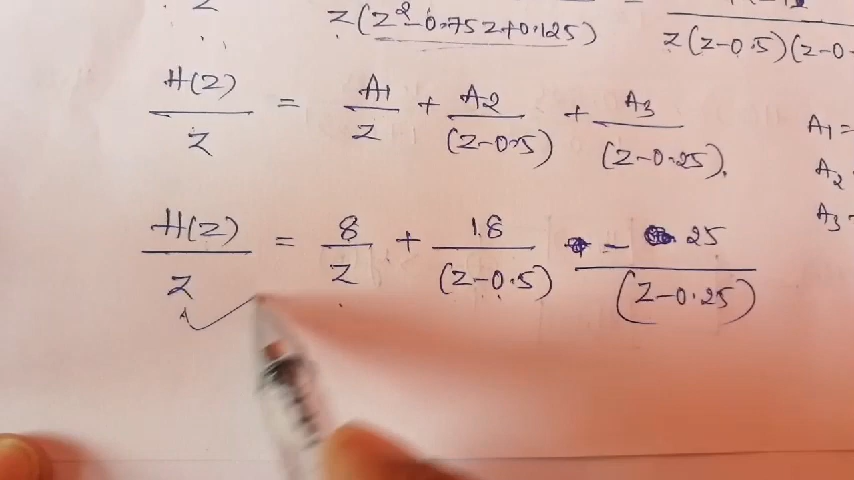 Z   Z(Z²-0.75Z+0.125)   Z(Z-0.5)(Z-0.
H(Z)/Z = A1/Z + A2/(Z-0.5) + A3/(Z-0.25).
A1 =
A2
A3
H(Z)/Z = 8/Z + 18/(Z-0.5) - 25/(Z-0.25)